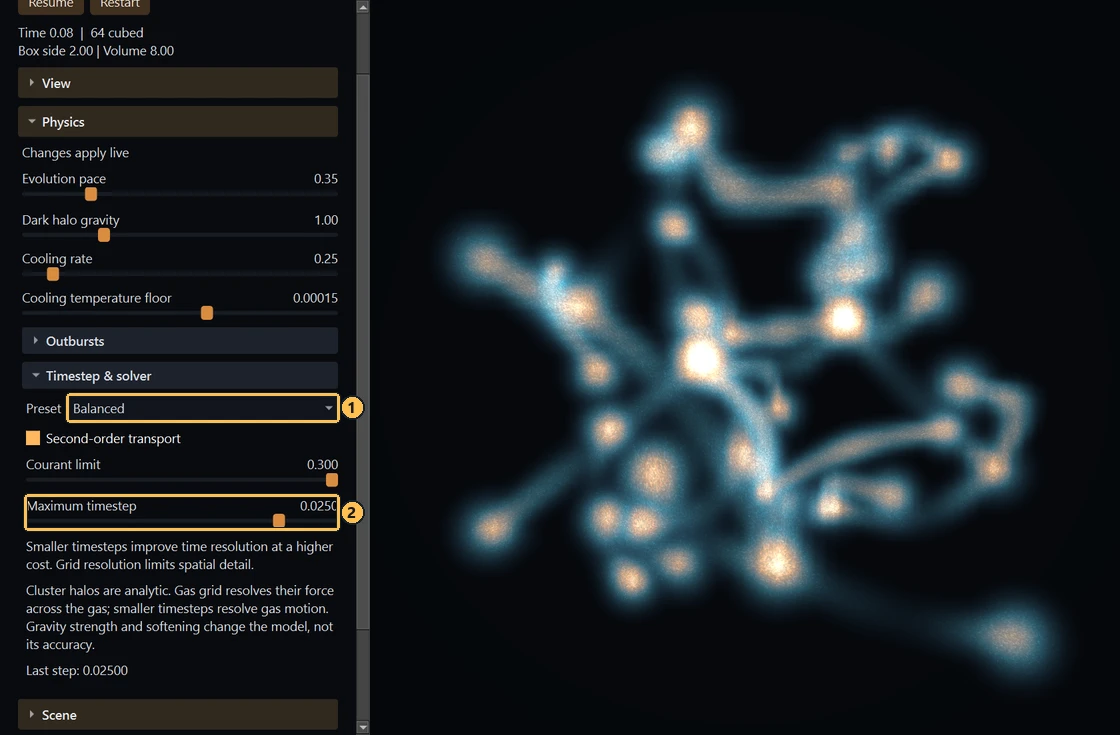 Resume Restart
Time 0.08 | 64 cubed
Box side 2.00 | Volume 8.00
View
Physics
Changes apply live
Evolution pace 0.35
Dark halo gravity 1.00
Cooling rate 0.25
Cooling temperature floor 0.00015
Outbursts
Timestep & solver
Preset Balanced 1
Second-order transport
Courant limit 0.300
Maximum timestep 0.0250 2
Smaller timesteps improve time resolution at a higher
cost. Grid resolution limits spatial detail.
Cluster halos are analytic. Gas grid resolves their force
across the gas; smaller timesteps resolve gas motion.
Gravity strength and softening change the model, not
its accuracy.
Last step: 0.02500
Scene